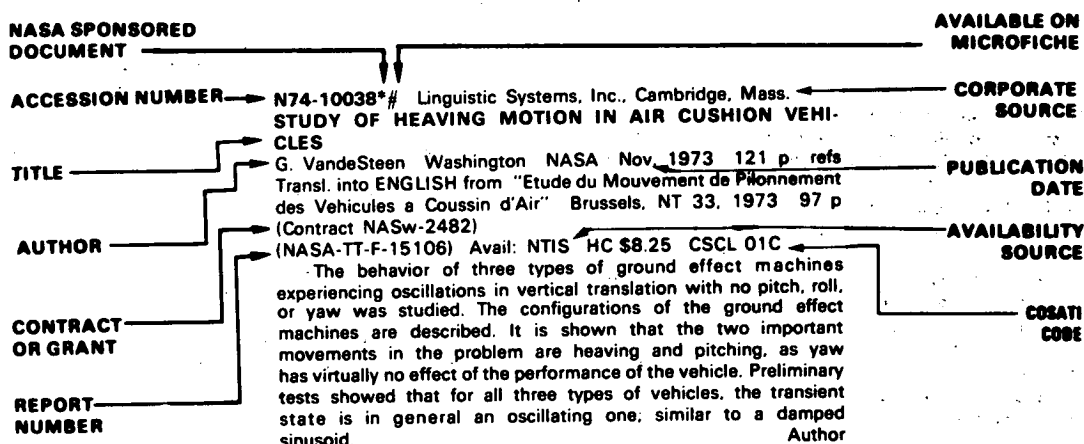 NASA SPONSORED
DOCUMENT
AVAILABLE ON
MICROFICHE
ACCESSION NUMBER
N74-10038*# Linguistic Systems, Inc., Cambridge, Mass.
CORPORATE
SOURCE
STUDY OF HEAVING MOTION IN AIR CUSHION VEHI-
CLES
TITLE
G. VandeSteen Washington NASA Nov. 1973 121 p refs
PUBLICATION
DATE
Transl. into ENGLISH from "Etude du Mouvement de Pilonnement
des Vehicules a Coussin d'Air" Brussels, NT 33, 1973 97 p
(Contract NASw-2482)
AUTHOR
AVAILABILITY
SOURCE
(NASA-TT-F-15106) Avail: NTIS HC $8.25 CSCL 01C
The behavior of three types of ground effect machines
experiencing oscillations in vertical translation with no pitch, roll,
or yaw was studied. The configurations of the ground effect
CONTRACT
OR GRANT
COSATI
CODE
machines are described. It is shown that the two important
movements in the problem are heaving and pitching, as yaw
has virtually no effect of the performance of the vehicle. Preliminary
tests showed that for all three types of vehicles, the transient
REPORT
NUMBER
state is in general an oscillating one; similar to a damped
sinusoid
Author